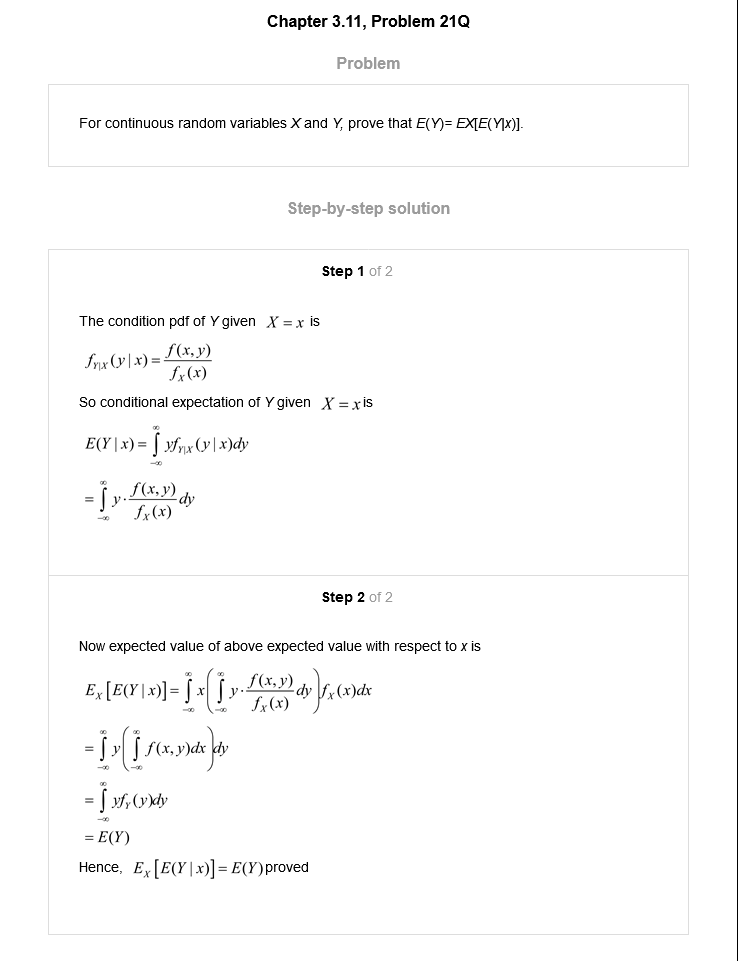 Chapter 3.11, Problem 21Q
Problem
For continuous random variables X and Y, prove that E(Y)= EX[E(Y|x)].
Step-by-step solution
Step 1 of 2
The condition pdf of Y given X = x is
f_{Y|X}(y|x) = \frac{f(x,y)}{f_X(x)}
So conditional expectation of Y given X = x is
E(Y|x) = \int_{-\infty}^{\infty} y f_{Y|X}(y|x)dy
= \int_{-\infty}^{\infty} y \cdot \frac{f(x,y)}{f_X(x)} dy
Step 2 of 2
Now expected value of above expected value with respect to x is
E_X[E(Y|x)] = \int_{-\infty}^{\infty} x \left( \int_{-\infty}^{\infty} y \cdot \frac{f(x,y)}{f_X(x)} dy \right) f_X(x)dx
= \int_{-\infty}^{\infty} y \left( \int_{-\infty}^{\infty} f(x,y)dx \right) dy
= \int_{-\infty}^{\infty} y f_Y(y)dy
= E(Y)
Hence, E_X[E(Y|x)] = E(Y) proved